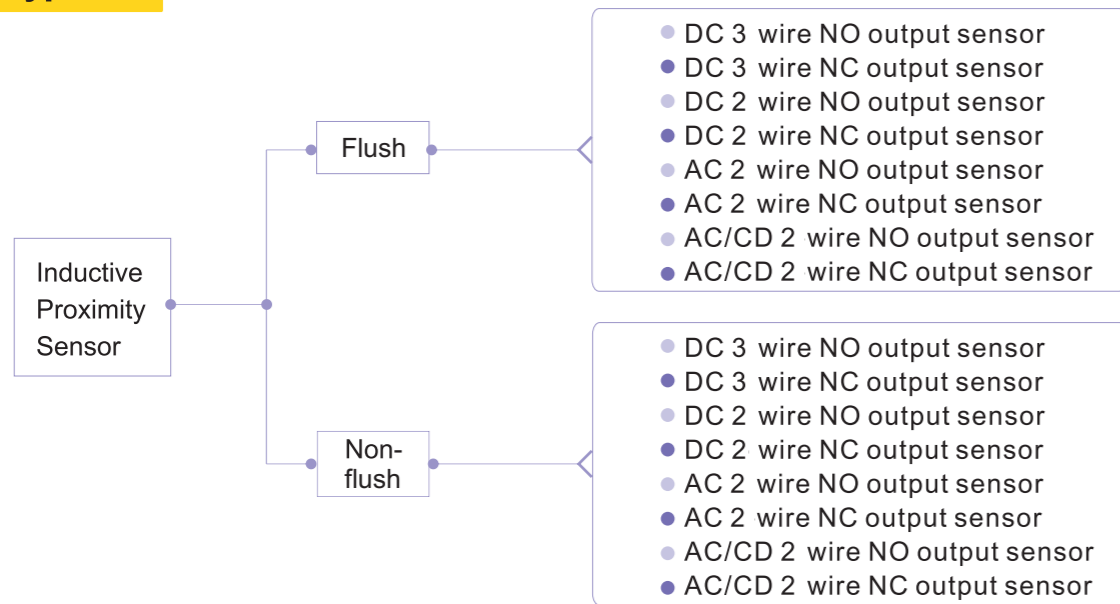 Inductive
Proximity
Sensor
Flush
DC 3 wire NO output sensor
DC 3 wire NC output sensor
DC 2 wire NO output sensor
DC 2 wire NC output sensor
AC 2 wire NO output sensor
AC 2 wire NC output sensor
AC/CD 2 wire NO output sensor
AC/CD 2 wire NC output sensor
Non-
flush
DC 3 wire NO output sensor
DC 3 wire NC output sensor
DC 2 wire NO output sensor
DC 2 wire NC output sensor
AC 2 wire NO output sensor
AC 2 wire NC output sensor
AC/CD 2 wire NO output sensor
AC/CD 2 wire NC output sensor